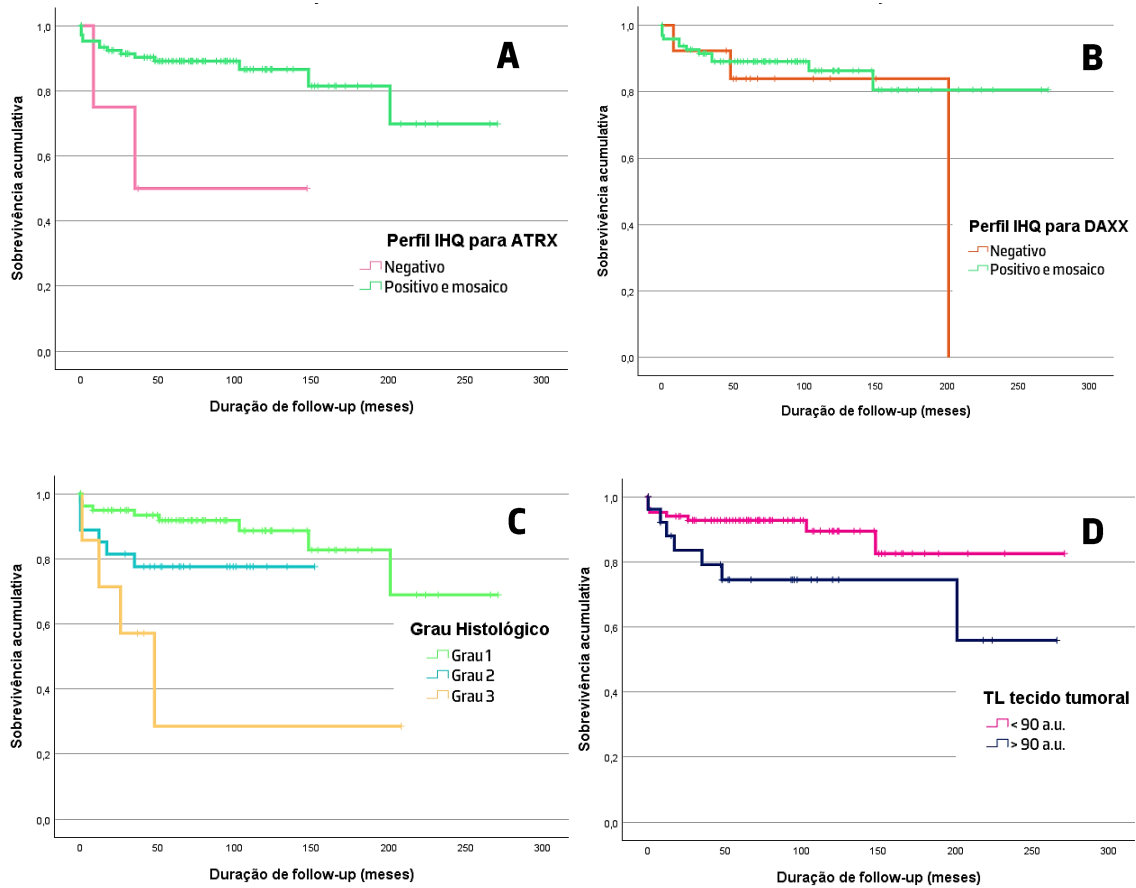 A
Sobrevivência acumulativa
1,0
0,8
0,6
0,4
0,2
0,0
Perfil IHQ para ATRX
Negativo
Positivo e mosaico
0 50 100 150 200 250 300
Duração de follow-up (meses)
B
Sobrevivência acumulativa
1,0
0,8
0,6
0,4
0,2
0,0
Perfil IHQ para DAXX
Negativo
Positivo e mosaico
0 50 100 150 200 250 300
Duração de follow-up (meses)
C
Sobrevivência acumulativa
1,0
0,8
0,6
0,4
0,2
0,0
Grau Histológico
Grau 1
Grau 2
Grau 3
0 50 100 150 200 250 300
Duração de follow-up (meses)
D
Sobrevivência acumulativa
1,0
0,8
0,6
0,4
0,2
0,0
TL tecido tumoral
< 90 a.u.
> 90 a.u.
0 50 100 150 200 250 300
Duração de follow-up (meses)